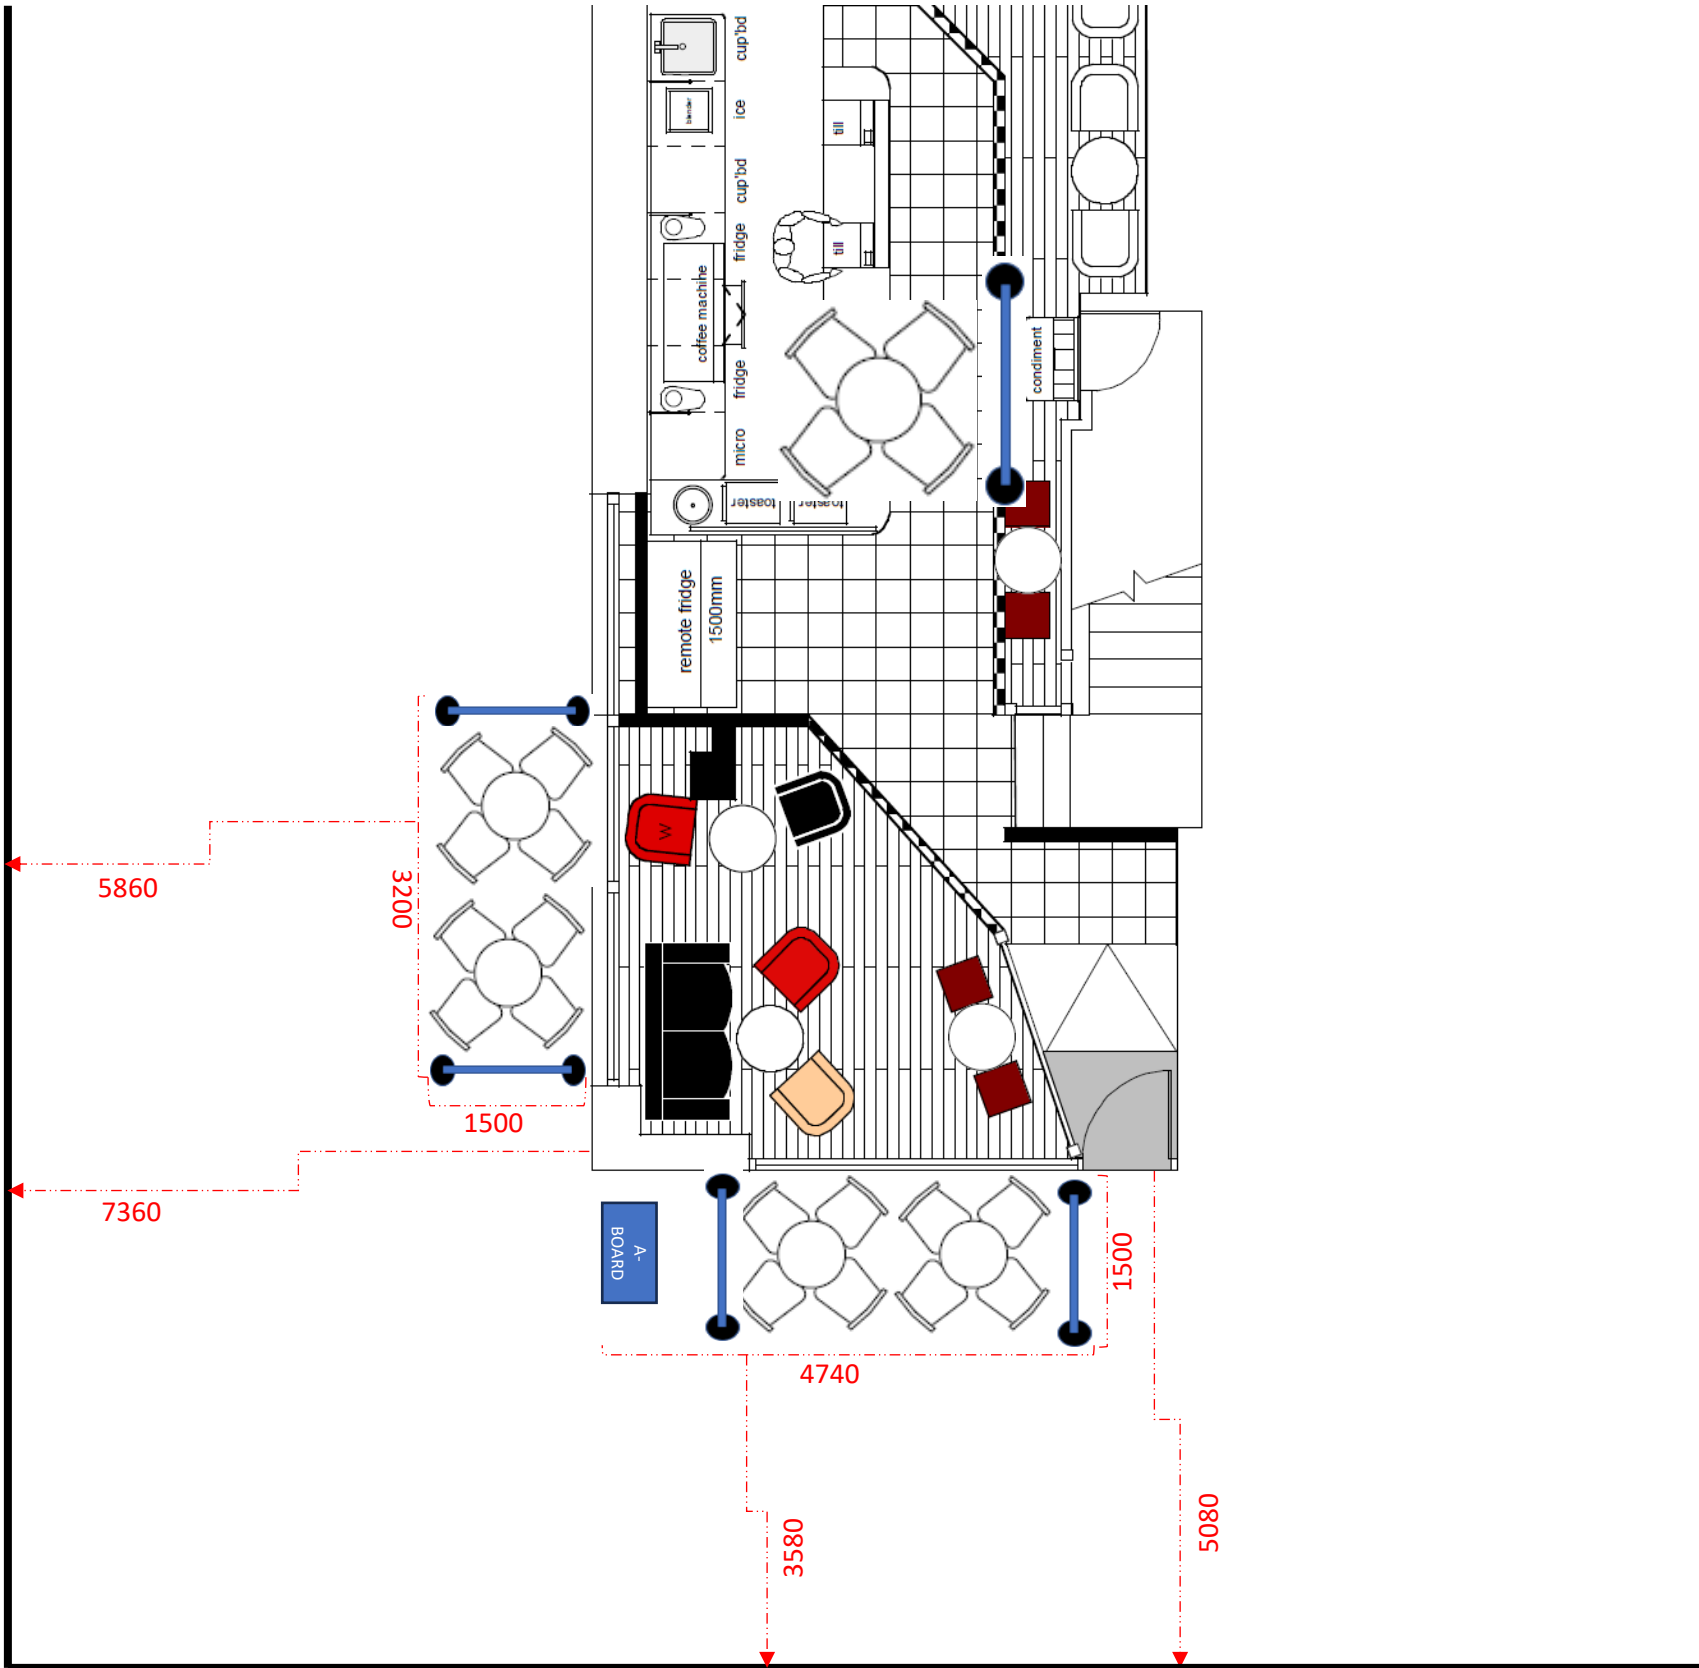 cup'bd
ice
blender
till
cup'bd
fridge
till
coffee machine
fridge
condiment
micro
toaster
toaster
remote fridge
1500mm
W
5860
3200
1500
7360
A-
BOARD
1500
4740
3580
5080